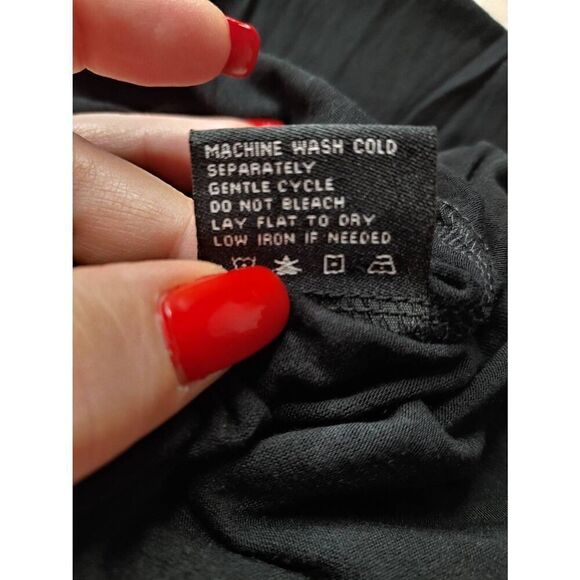 MACHINE WASH COLD
SEPARATELY
GENTLE CYCLE
DO NOT BLEACH
LAY FLAT TO DRY
LOW IRON IF NEEDED